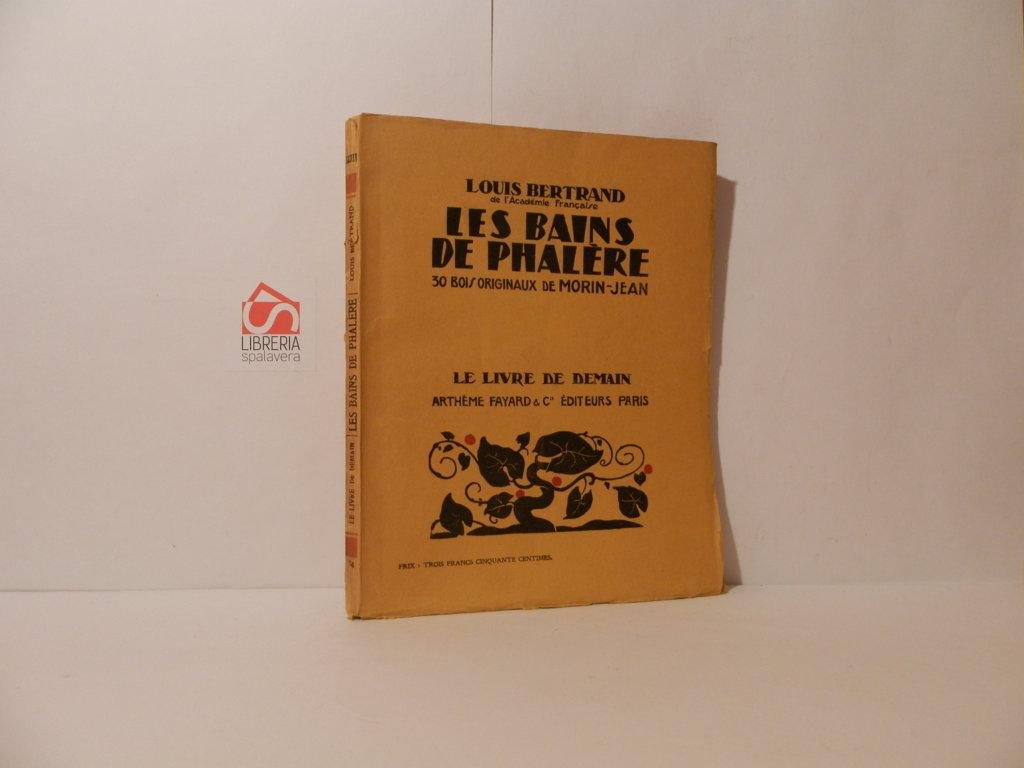 LOUIS BERTRAND
de l'Académie Française
LES BAINS
DE PHALÈRE
30 BOIS ORIGINAUX DE MORIN-JEAN
LE LIVRE DE DEMAIN
ARTHÈME FAYARD & Cie ÉDITEURS PARIS
PRIX : TROIS FRANCS CINQUANTE CENTIMES.
LOUIS BERTRAND
LES BAINS DE PHALÈRE
LE LIVRE DE DEMAIN
LIBRERIA
spalavera